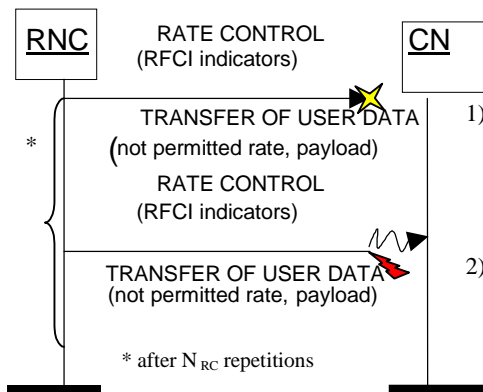 RNC
CN
RATE CONTROL
(RFCI indicators)
1)
TRANSFER OF USER DATA
*
(not permitted rate, payload)
RATE CONTROL
(RFCI indicators)
2)
TRANSFER OF USER DATA
(not permitted rate, payload)
* after N RC repetitions